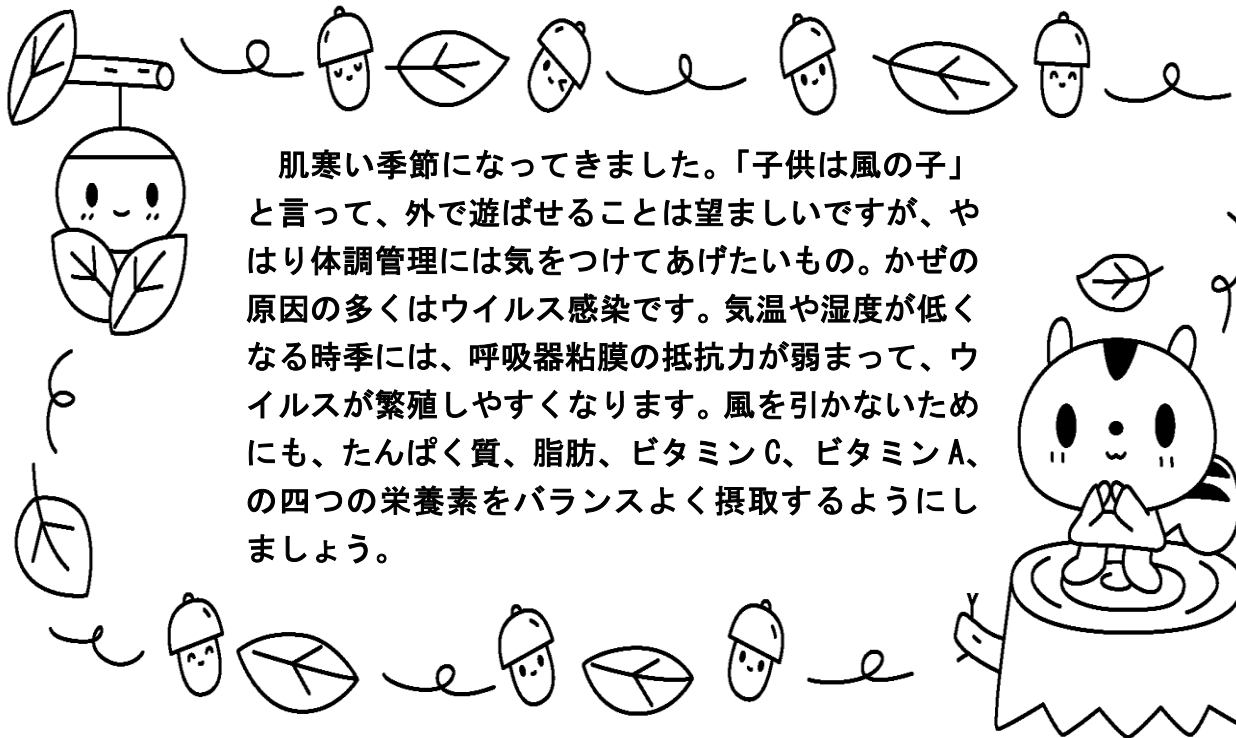 肌寒い季節になってきました。「子供は風の子」
と言って、外で遊ばせることは望ましいですが、や
はり体調管理には気をつけてあげたいもの。かぜの
原因の多くはウイルス感染です。気温や湿度が低く
なる時季には、呼吸器粘膜の抵抗力が弱まって、ウ
イルスが繁殖しやすくなります。風を引かないため
にも、たんぱく質、脂肪、ビタミンC、ビタミンA、
の四つの栄養素をバランスよく摂取するようにし
ましょう。